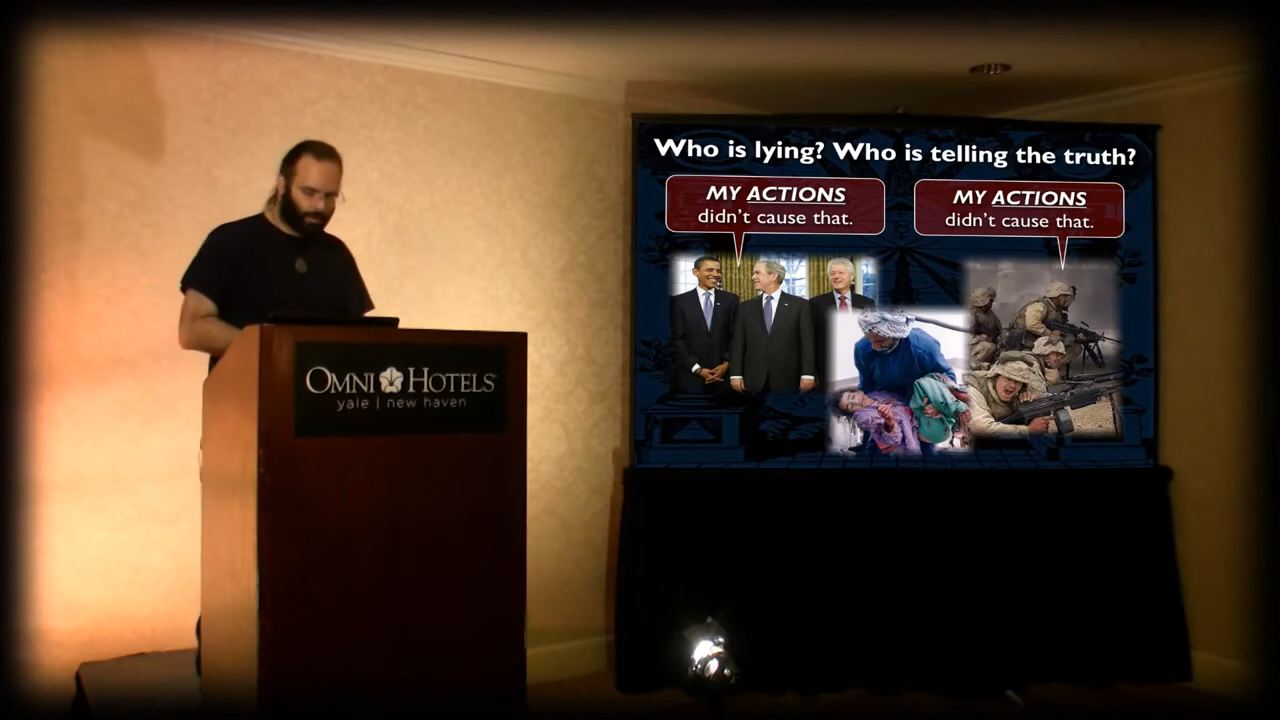 Who is lying? Who is telling the truth?
MY ACTIONS
didn't cause that.
MY ACTIONS
didn't cause that.
OMNI HOTELS
yale | new haven